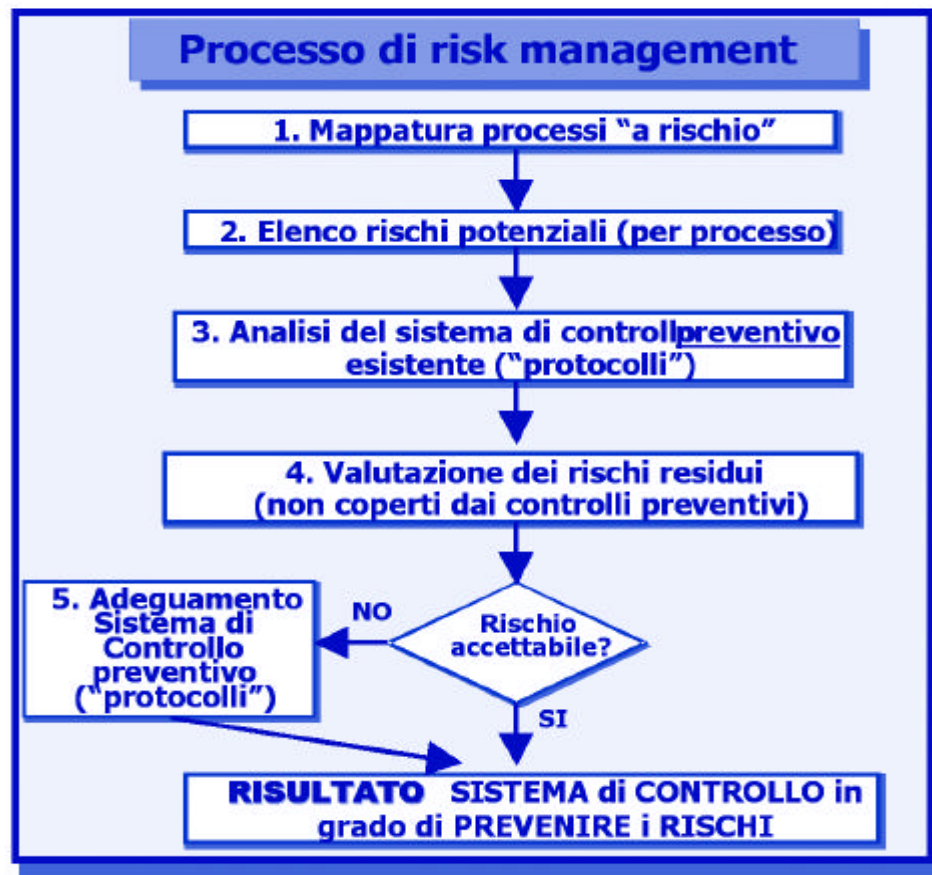 Processo di risk management
1. Mappatura processi “a rischio”
2. Elenco rischi potenziali (per processo)
3. Analisi del sistema di controllo preventivo
esistente (“protocolli”)
4. Valutazione dei rischi residui
(non coperti dai controlli preventivi)
Rischio
accettabile?
NO
5. Adeguamento
Sistema di
Controllo
preventivo
(“protocolli”)
SI
RISULTATO SISTEMA di CONTROLLO in
grado di PREVENIRE i RISCHI